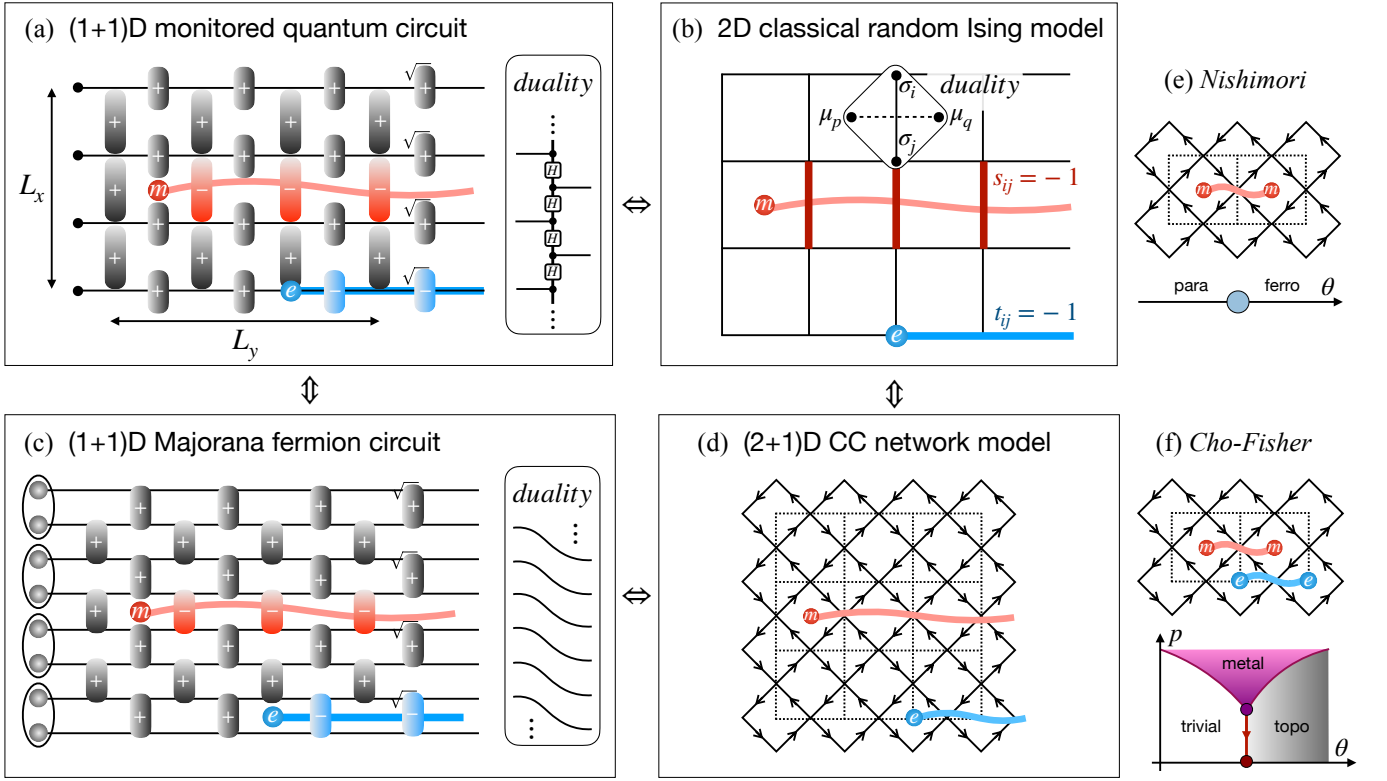 (a) (1+1)D monitored quantum circuit
duality
+ + + √ +
+ + + +
+ + + √ +
L_x
+ m − − −
+ + + √ +
+ + + +
+ + − √ −
e
L_y
H
H
H
H
⇔
(b) 2D classical random Ising model
duality
σ_i
μ_p μ_q
σ_j
s_ij = − 1
m
t_ij = − 1
e
(e) Nishimori
m m
para ferro θ
⇕ ⇕
(c) (1+1)D Majorana fermion circuit
duality
+ + + √ +
+ + + +
+ + + √ +
+ m − − −
+ + + √ +
+ + + +
+ + − √ −
e
⇔
(d) (2+1)D CC network model
m
e
(f) Cho-Fisher
m m
e e
p
metal
trivial topo
θ